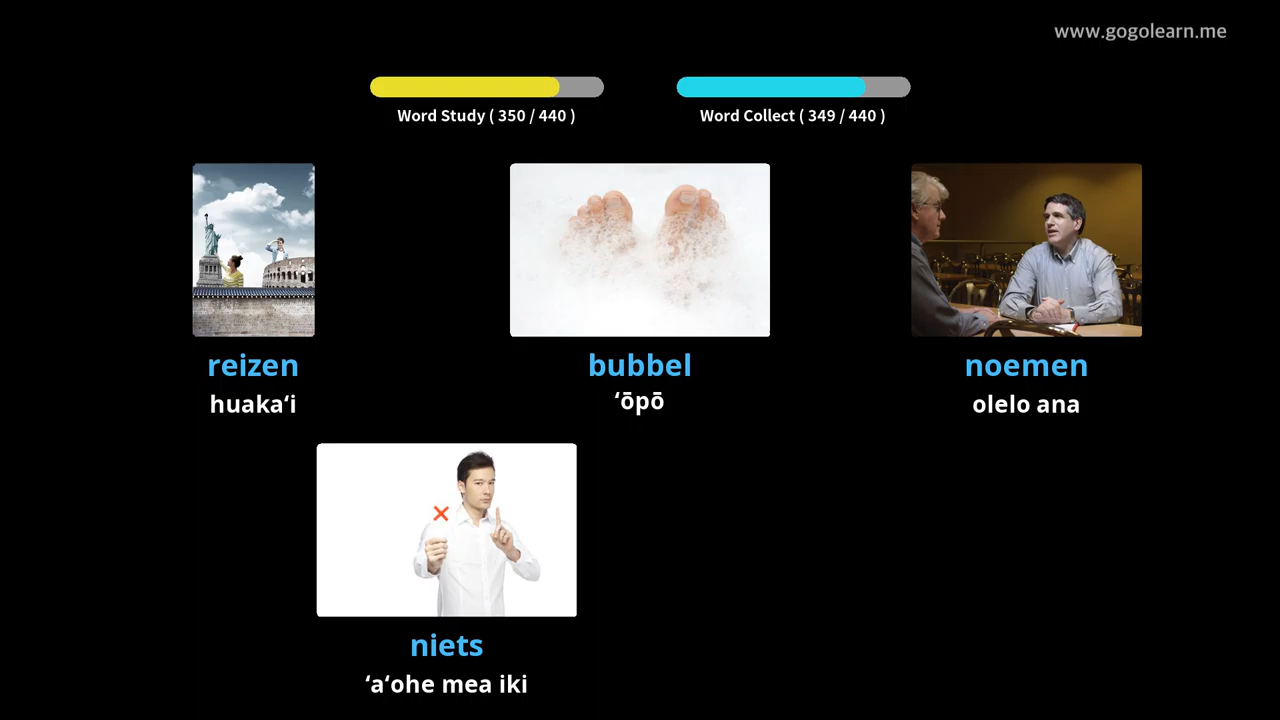 www.gogolearn.me
Word Study ( 350 / 440 )
Word Collect ( 349 / 440 )
reizen
huakaʻi
bubbel
ʻōpō
noemen
olelo ana
niets
ʻaʻohe mea iki